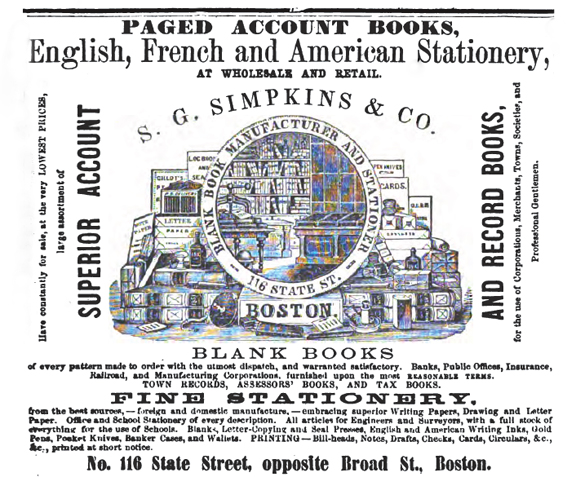 PAGED ACCOUNT BOOKS,
English, French and American Stationery,
AT WHOLESALE AND RETAIL.
Have constantly for sale, at the very LOWEST PRICES,
large assortment of
SUPERIOR ACCOUNT
S. G. SIMPKINS & CO.
BLANK BOOK MANUFACTURER AND STATIONER
— 116 STATE ST. —
BOSTON.
LOG BOOKS
GILLOT'S
LETTER
PAPER
CARDS.
AND RECORD BOOKS,
for the use of Corporations, Merchants, Towns, Societies, and
Professional Gentlemen.
BLANK BOOKS
of every pattern made to order with the utmost dispatch, and warranted satisfactory. Banks, Public Offices, Insurance,
Railroad, and Manufacturing Corporations, furnished upon the most REASONABLE TERMS.
TOWN RECORDS, ASSESSORS' BOOKS, AND TAX BOOKS.
FINE STATIONERY,
from the best sources, — foreign and domestic manufacture, — embracing superior Writing Papers, Drawing and Letter
Paper. Office and School Stationery of every description. All articles for Engineers and Surveyors, with a full stock of
everything for the use of Schools. Blanks, Letter-Copying and Seal Presses, English and American Writing Inks, Gold
Pens, Pocket Knives, Banker Cases, and Wallets. PRINTING — Bill-heads, Notes, Drafts, Checks, Cards, Circulars, &c.,
&c., printed at short notice.
No. 116 State Street, opposite Broad St., Boston.